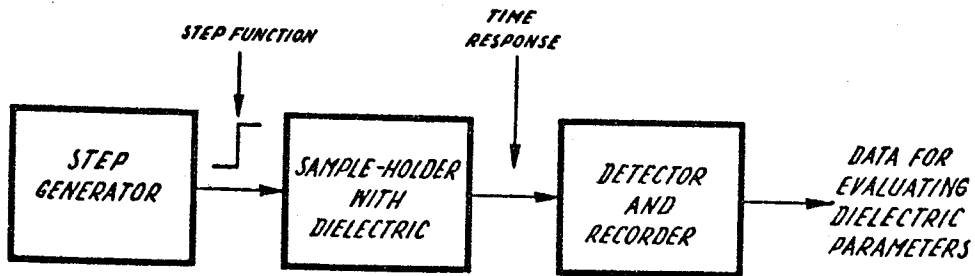 STEP FUNCTION
TIME
RESPONSE
STEP
GENERATOR
SAMPLE-HOLDER
WITH
DIELECTRIC
DETECTOR
AND
RECORDER
DATA FOR
EVALUATING
DIELECTRIC
PARAMETERS